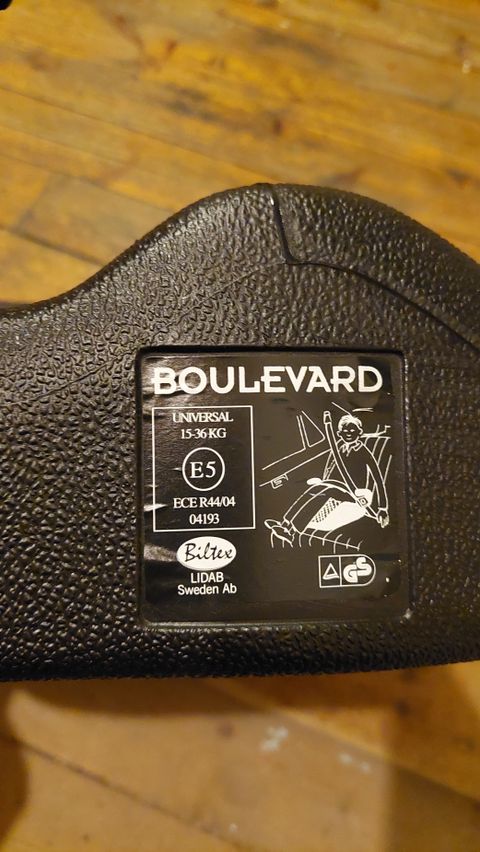 BOULEVARD
UNIVERSAL
15-36 KG
E5
ECE R44/04
04193
Biltex
LIDAB
Sweden Ab
GS